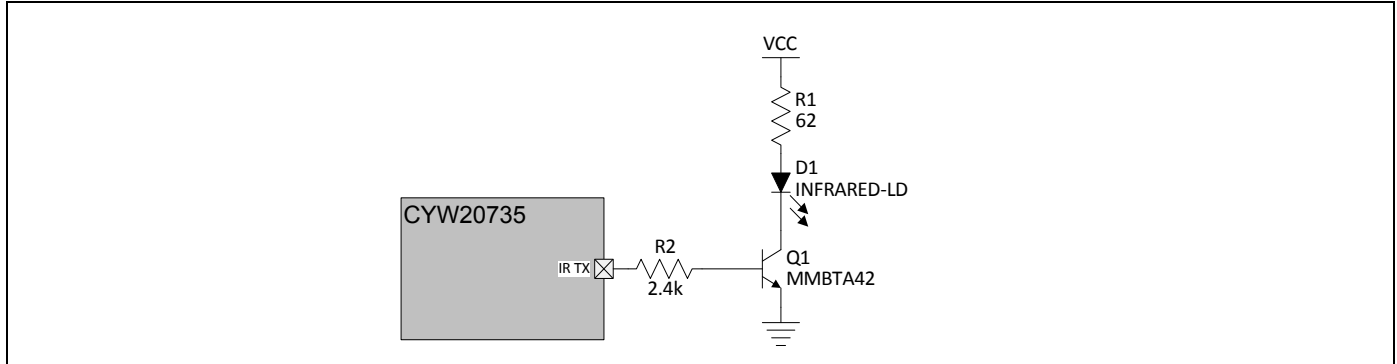 VCC
R1
62
D1
INFRARED-LD
CYW20735
IR TX
R2
2.4k
Q1
MMBTA42